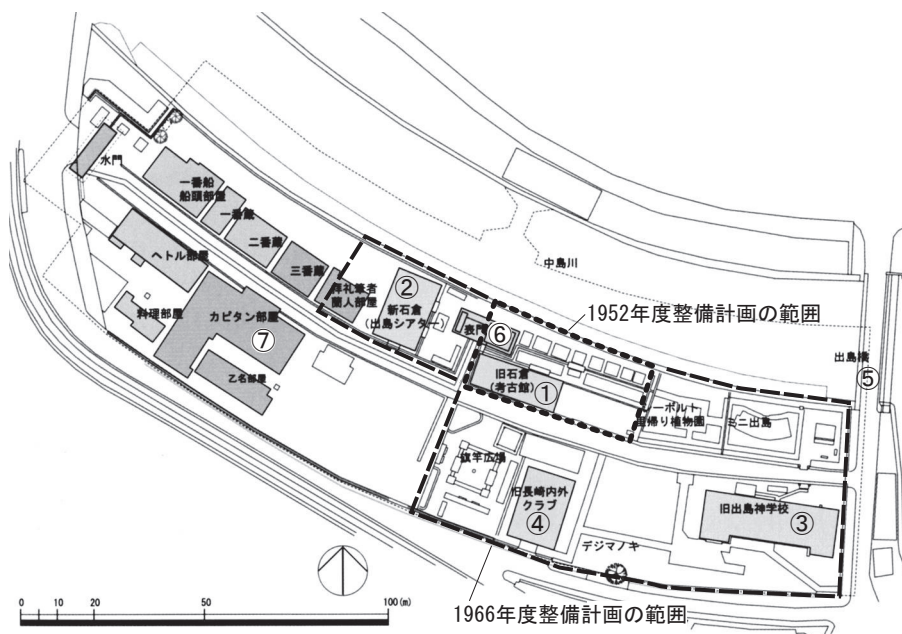 水門
一番船
船頭部屋
一番蔵
二番蔵
三番蔵
拝礼筆者
蘭人部屋
ヘトル部屋
料理部屋
カピタン部屋
⑦
乙名部屋
②
新石倉
(出島シアター)
表門
⑥
旧石倉
(考古館)
①
中島川
1952年度整備計画の範囲
出島橋
⑤
シーボルト
里帰り植物園
ミニ出島
旗竿広場
旧長崎内外
クラブ
④
旧出島神学校
③
デジマノキ
0 10 20 50 100(m)
1966年度整備計画の範囲